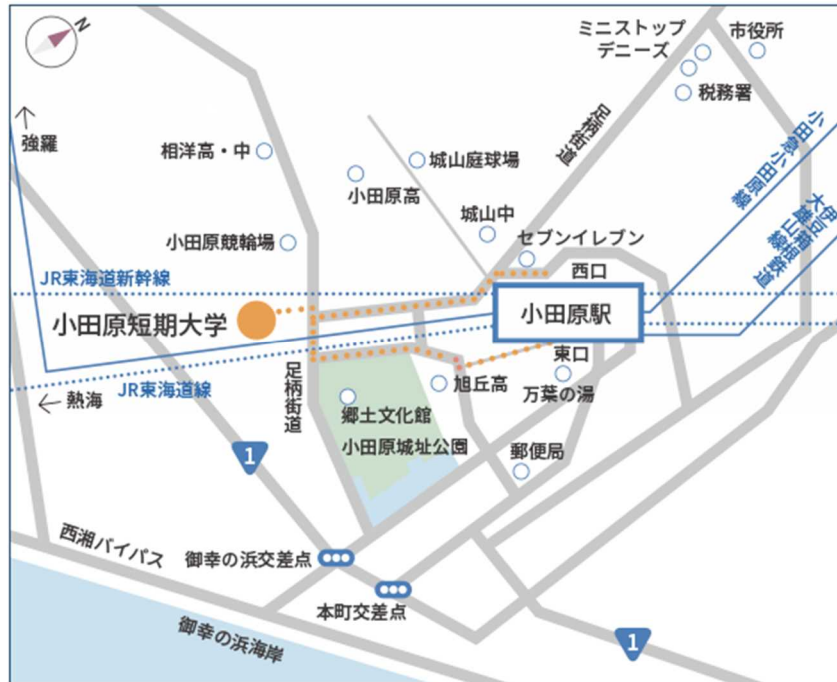 N
ミニストップ
デニーズ
市役所
税務署
強羅
相洋高・中
小田原高
城山庭球場
足柄街道
小田急小田原線
伊豆箱根鉄道
大雄山線
城山中
小田原競輪場
セブンイレブン
西口
JR東海道新幹線
小田原短期大学
小田原駅
東口
JR東海道線
熱海
足柄街道
旭丘高
万葉の湯
郷土文化館
小田原城址公園
1
郵便局
西湘バイパス
御幸の浜交差点
本町交差点
御幸の浜海岸
1